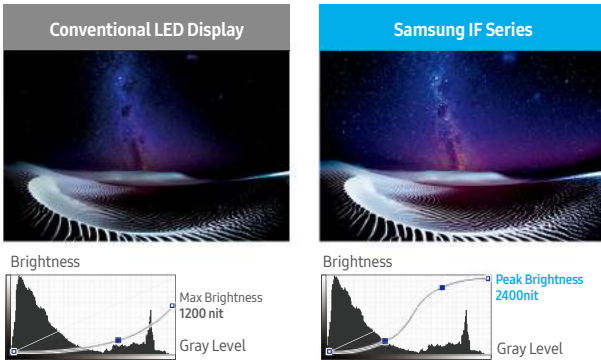 Conventional LED Display
Samsung IF Series
Brightness
Max Brightness
1200 nit
Gray Level
Brightness
Peak Brightness
2400nit
Gray Level